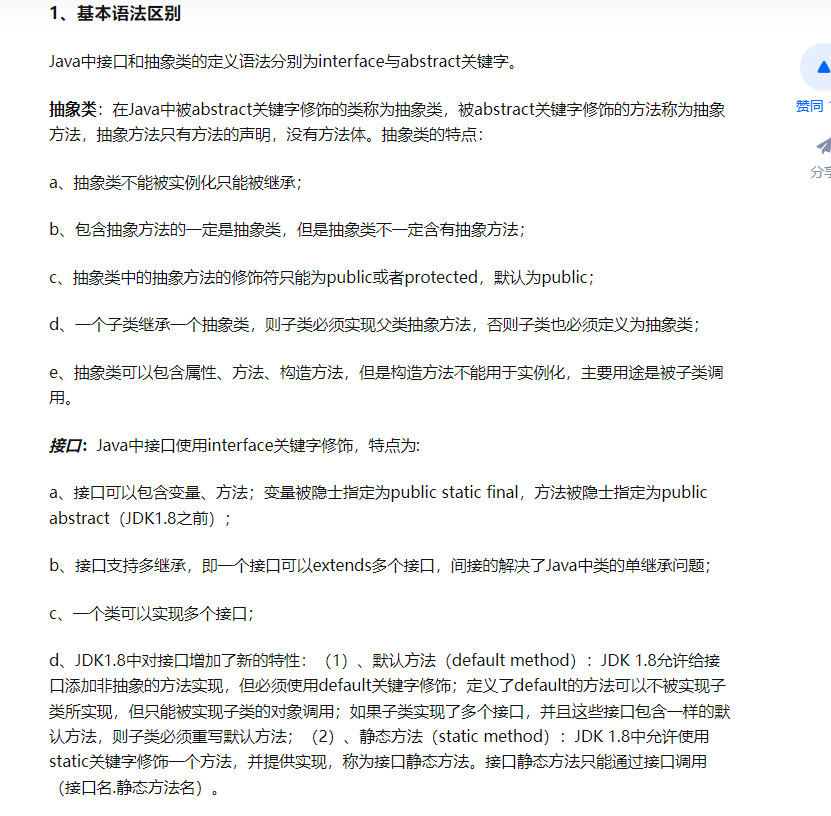 1、基本语法区别
Java中接口和抽象类的定义语法分别为interface与abstract关键字。
抽象类：在Java中被abstract关键字修饰的类称为抽象类，被abstract关键字修饰的方法称为抽象
方法，抽象方法只有方法的声明，没有方法体。抽象类的特点：
a、抽象类不能被实例化只能被继承；
b、包含抽象方法的一定是抽象类，但是抽象类不一定含有抽象方法；
c、抽象类中的抽象方法的修饰符只能为public或者protected，默认为public；
d、一个子类继承一个抽象类，则子类必须实现父类抽象方法，否则子类也必须定义为抽象类；
e、抽象类可以包含属性、方法、构造方法，但是构造方法不能用于实例化，主要用途是被子类调
用。
接口：Java中接口使用interface关键字修饰，特点为:
a、接口可以包含变量、方法；变量被隐士指定为public static final，方法被隐士指定为public
abstract（JDK1.8之前）；
b、接口支持多继承，即一个接口可以extends多个接口，间接的解决了Java中类的单继承问题；
c、一个类可以实现多个接口；
d、JDK1.8中对接口增加了新的特性：（1）、默认方法（default method）：JDK 1.8允许给接
口添加非抽象的方法实现，但必须使用default关键字修饰；定义了default的方法可以不被实现子
类所实现，但只能被实现子类的对象调用；如果子类实现了多个接口，并且这些接口包含一样的默
认方法，则子类必须重写默认方法；（2）、静态方法（static method）：JDK 1.8中允许使用
static关键字修饰一个方法，并提供实现，称为接口静态方法。接口静态方法只能通过接口调用
（接口名.静态方法名）。
赞同 1
分享